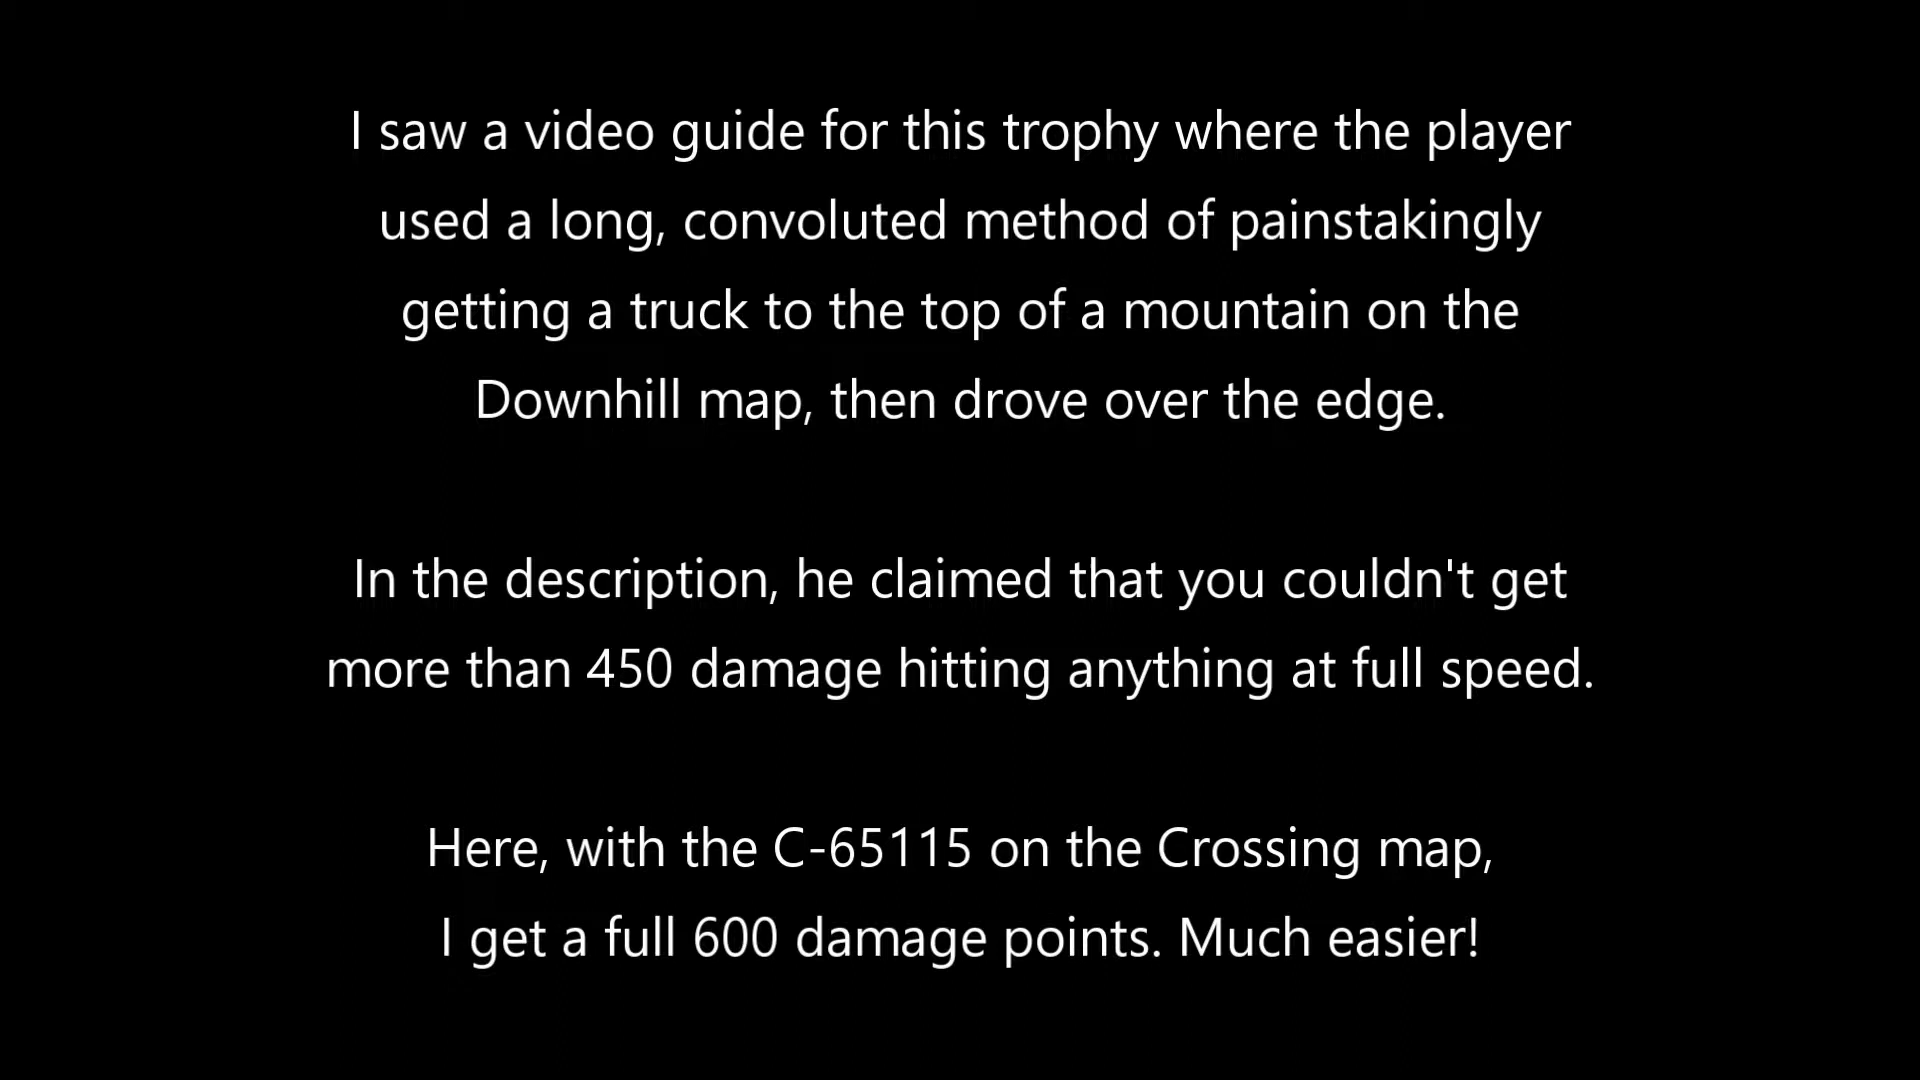 I saw a video guide for this trophy where the player
used a long, convoluted method of painstakingly
getting a truck to the top of a mountain on the
Downhill map, then drove over the edge.
In the description, he claimed that you couldn't get
more than 450 damage hitting anything at full speed.
Here, with the C-65115 on the Crossing map,
I get a full 600 damage points. Much easier!